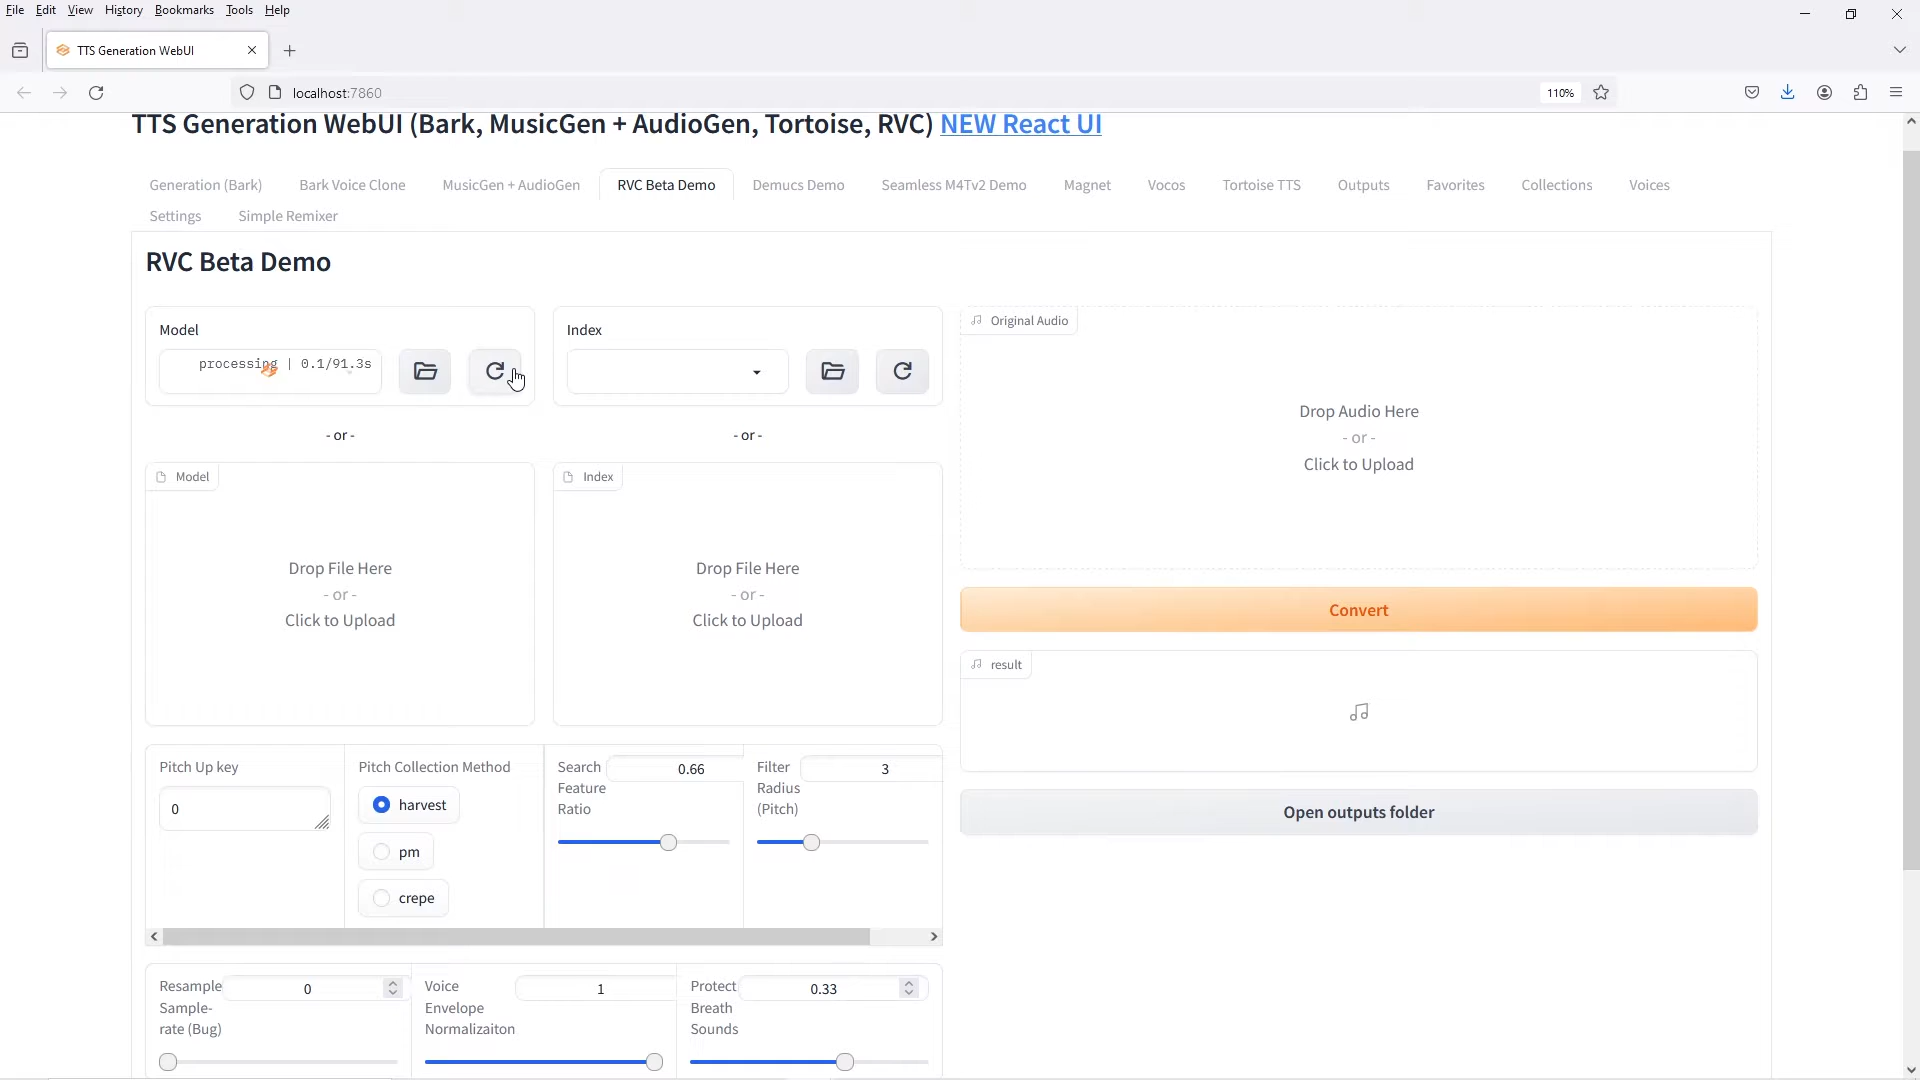 File Edit View History Bookmarks Tools Help
TTS Generation WebUI
localhost:7860
110%
TTS Generation WebUI (Bark, MusicGen + AudioGen, Tortoise, RVC) NEW React UI
Generation (Bark) Bark Voice Clone MusicGen + AudioGen RVC Beta Demo Demucs Demo Seamless M4Tv2 Demo Magnet Vocos Tortoise TTS Outputs Favorites Collections Voices
Settings Simple Remixer
RVC Beta Demo
Model
processing | 0.1/91.3s
Index
- or -
- or -
Model
Drop File Here
- or -
Click to Upload
Index
Drop File Here
- or -
Click to Upload
Original Audio
Drop Audio Here
- or -
Click to Upload
Convert
result
Open outputs folder
Pitch Up key
0
Pitch Collection Method
harvest
pm
crepe
Search
Feature
Ratio
0.66
Filter
Radius
(Pitch)
3
Resample
Sample-
rate (Bug)
0
Voice
Envelope
Normalizaiton
1
Protect
Breath
Sounds
0.33